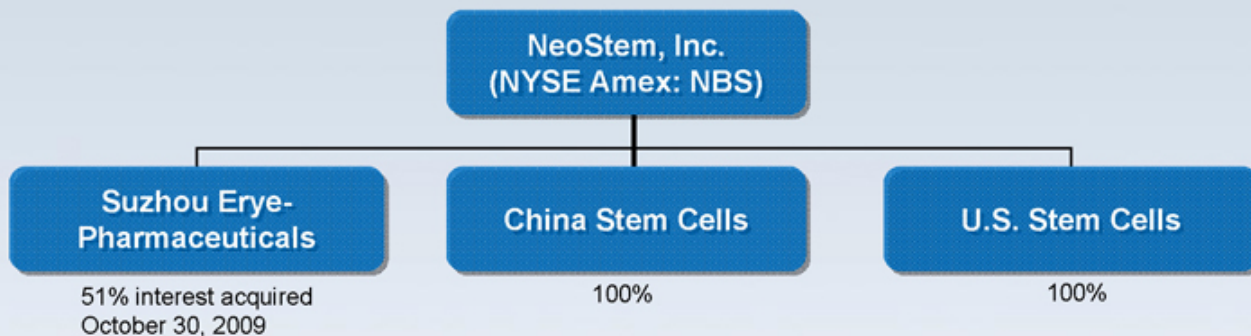 NeoStem, Inc.
(NYSE Amex: NBS)
Suzhou Erye-
Pharmaceuticals
China Stem Cells
U.S. Stem Cells
51% interest acquired
October 30, 2009
100%
100%